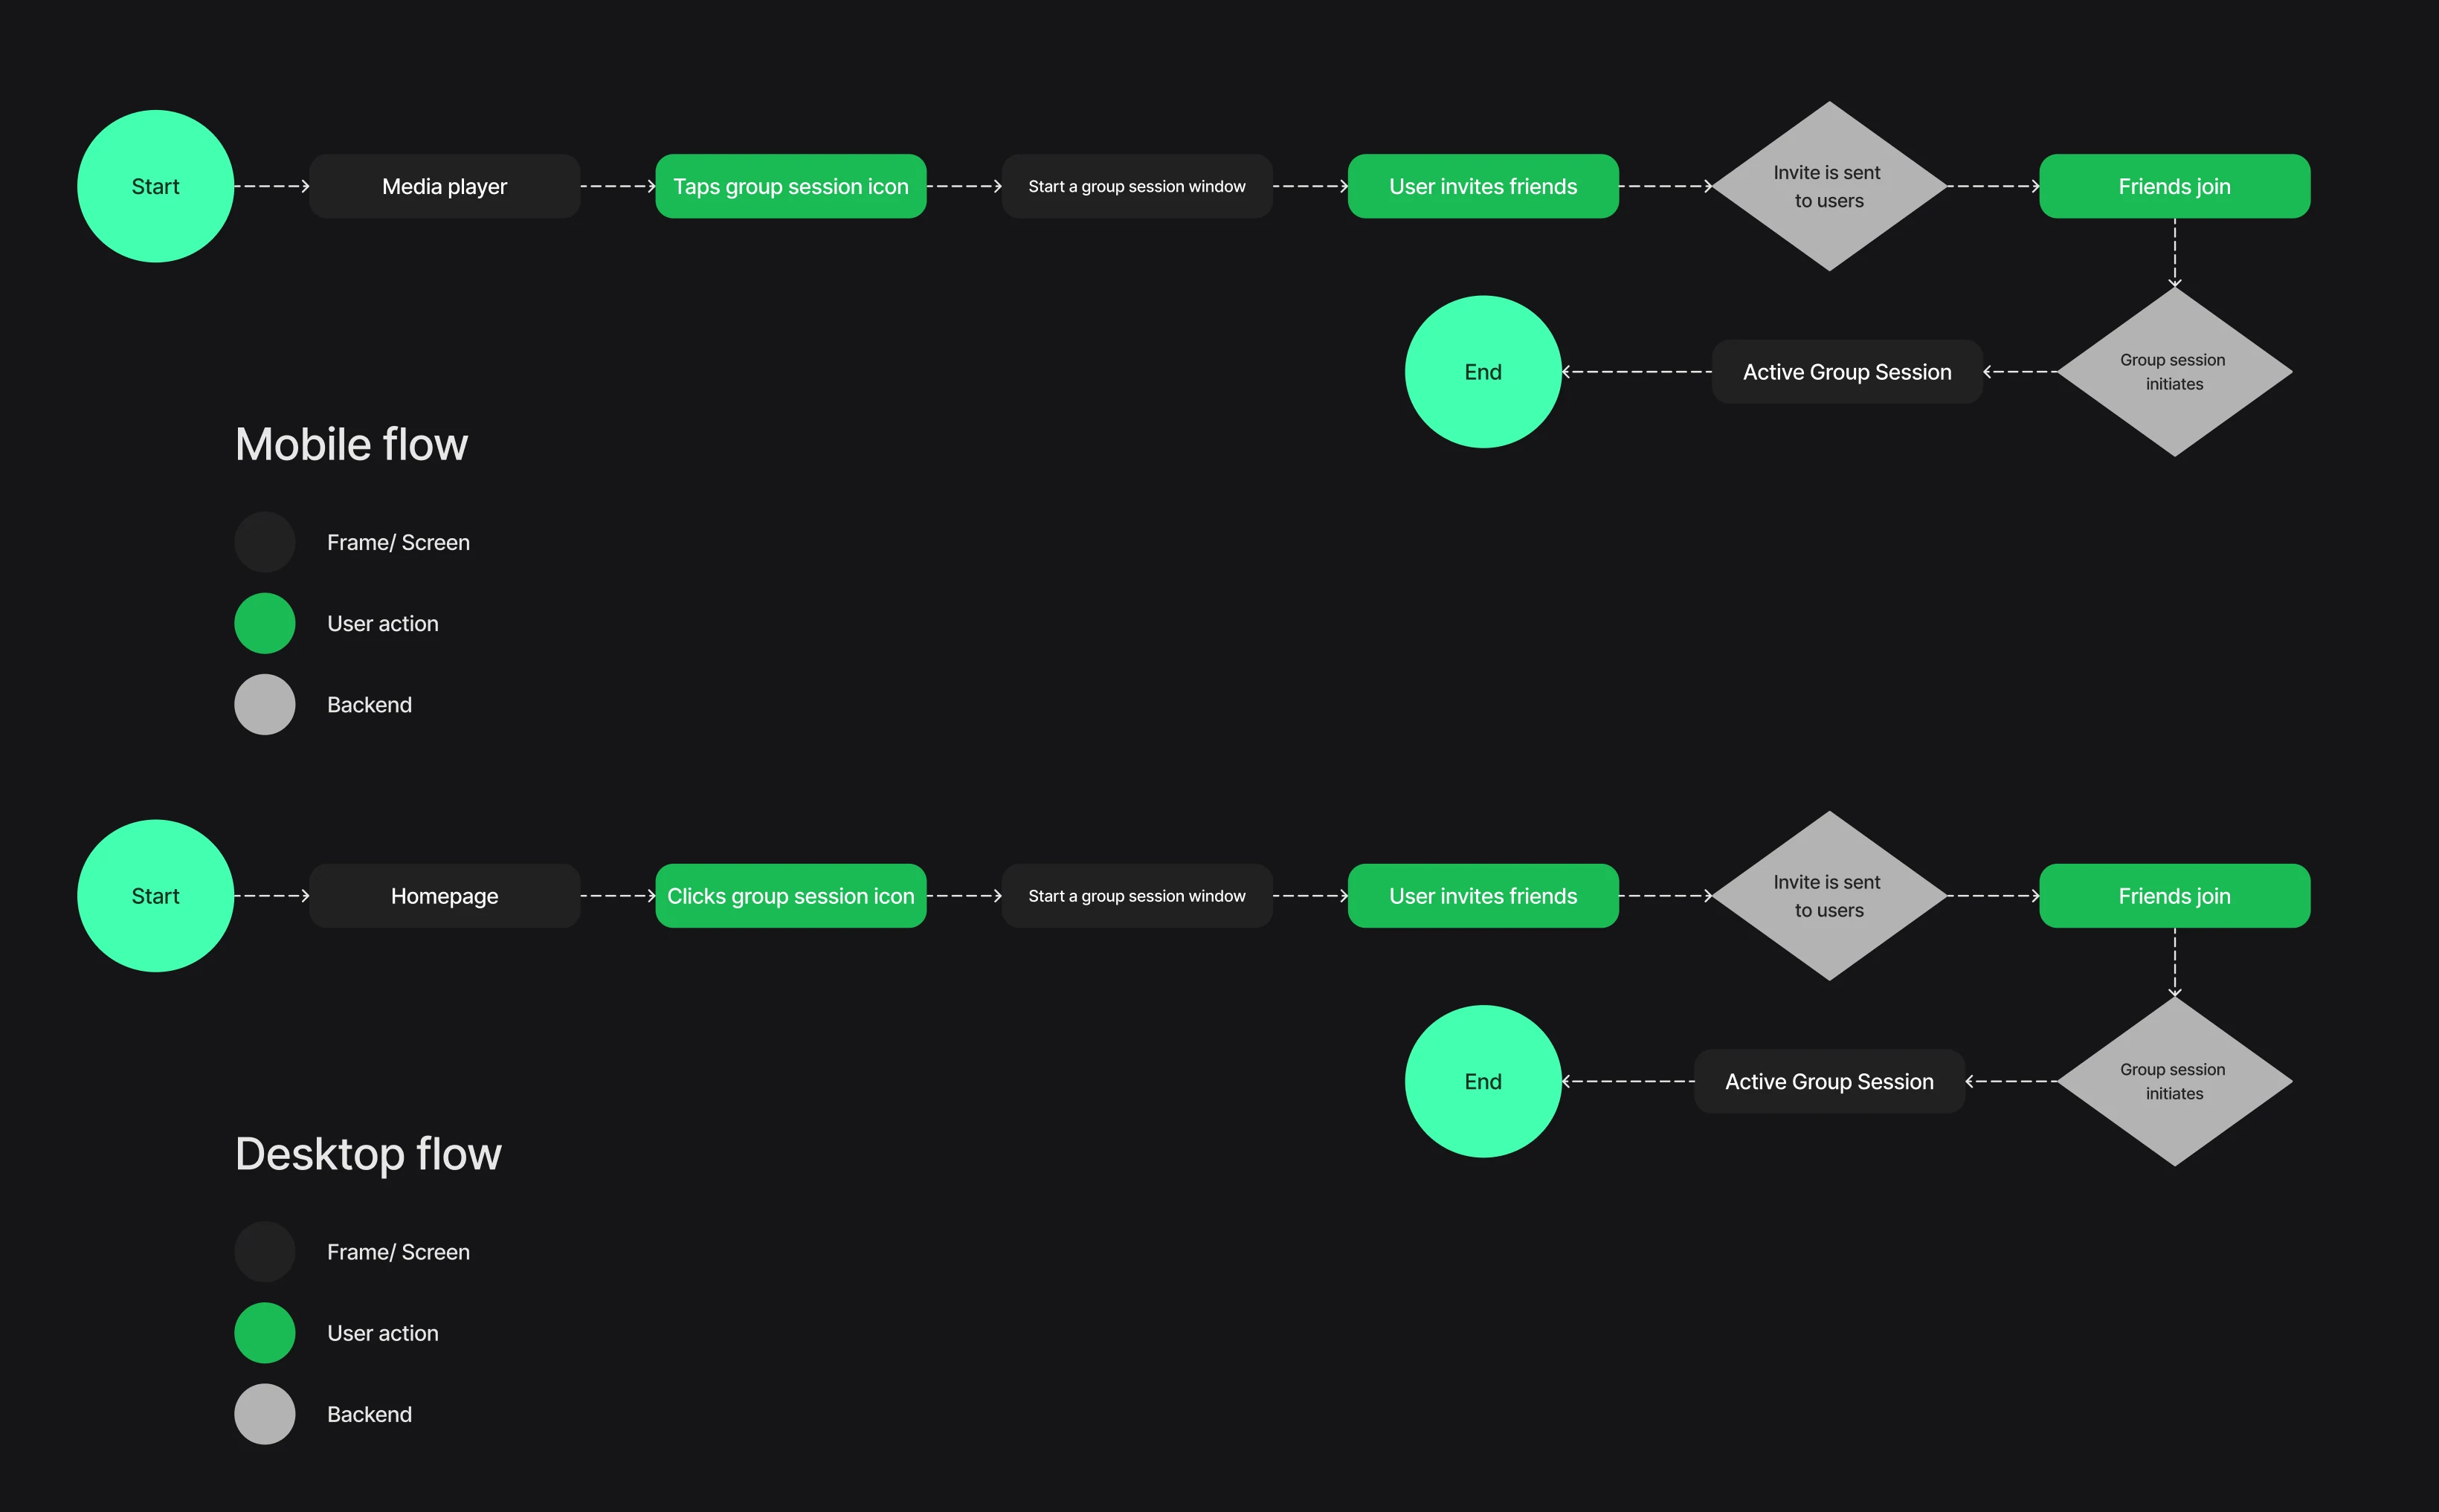 Start
Media player
Taps group session icon
Start a group session window
User invites friends
Invite is sent
to users
Friends join
End
Active Group Session
Group session
initiates
Mobile flow
Frame/ Screen
User action
Backend
Start
Homepage
Clicks group session icon
Start a group session window
User invites friends
Invite is sent
to users
Friends join
End
Active Group Session
Group session
initiates
Desktop flow
Frame/ Screen
User action
Backend